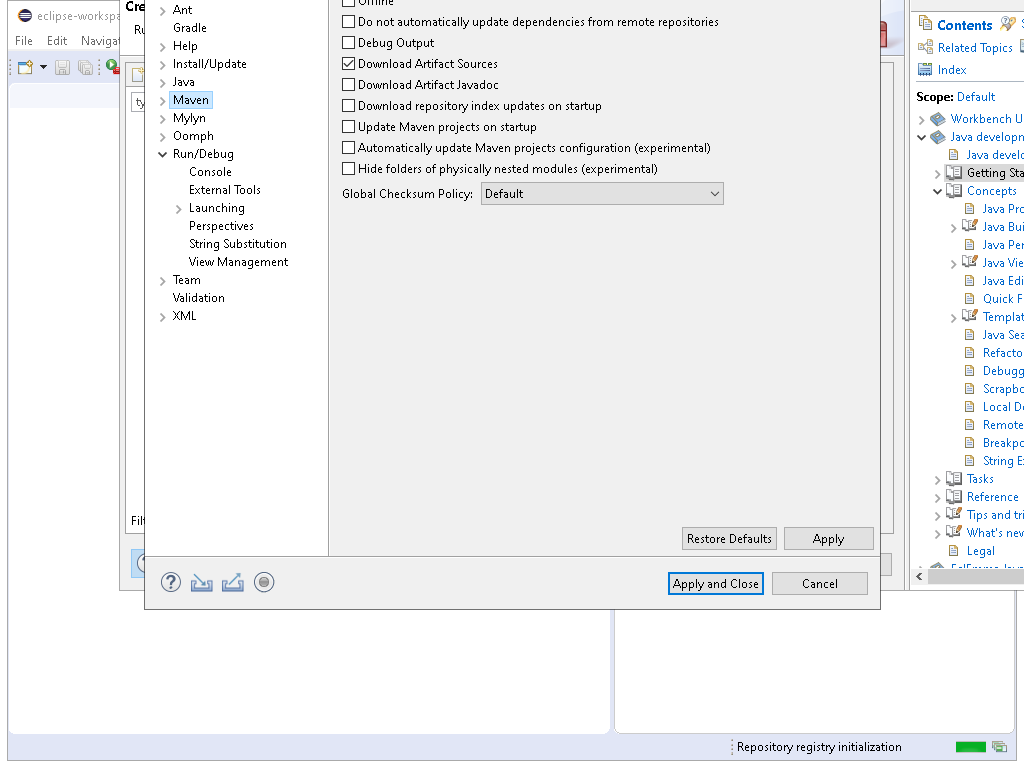 eclipse-workspa
Cre
File Edit Navigat
Ru
ty
Filt
Ant
Gradle
Help
Install/Update
Java
Maven
Mylyn
Oomph
Run/Debug
Console
External Tools
Launching
Perspectives
String Substitution
View Management
Team
Validation
XML
Offline
Do not automatically update dependencies from remote repositories
Debug Output
Download Artifact Sources
Download Artifact Javadoc
Download repository index updates on startup
Update Maven projects on startup
Automatically update Maven projects configuration (experimental)
Hide folders of physically nested modules (experimental)
Global Checksum Policy: Default
Restore Defaults Apply
Apply and Close Cancel
Contents
Related Topics
Index
Scope: Default
Workbench U
Java developn
Java develo
Getting Sta
Concepts
Java Pro
Java Bui
Java Per
Java Vie
Java Edi
Quick F
Templat
Java Sea
Refacto
Debugg
Scrapbo
Local De
Remote
Breakpo
String Ex
Tasks
Reference
Tips and tri
What's new
Legal
Repository registry initialization